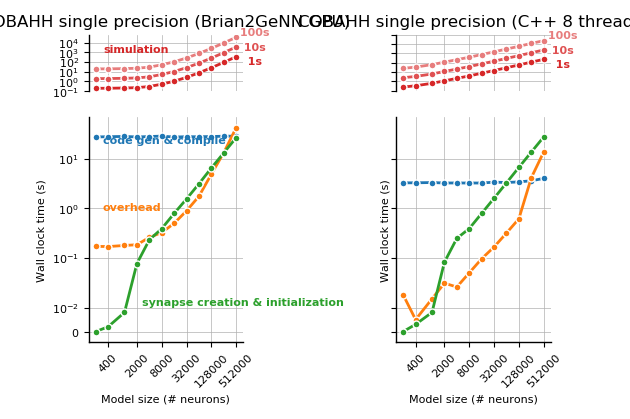 OBAHH single precision (Brian2GeNN GPU)
COBAHH single precision (C++ 8 thread
100s
10s
1s
simulation
10⁴
10³
10²
10¹
10⁰
10⁻¹
100s
10s
1s
code gen & compile
overhead
synapse creation & initialization
Wall clock time (s)
10¹
10⁰
10⁻¹
10⁻²
0
400
2000
8000
32000
128000
512000
Model size (# neurons)
Wall clock time (s)
400
2000
8000
32000
128000
512000
Model size (# neurons)